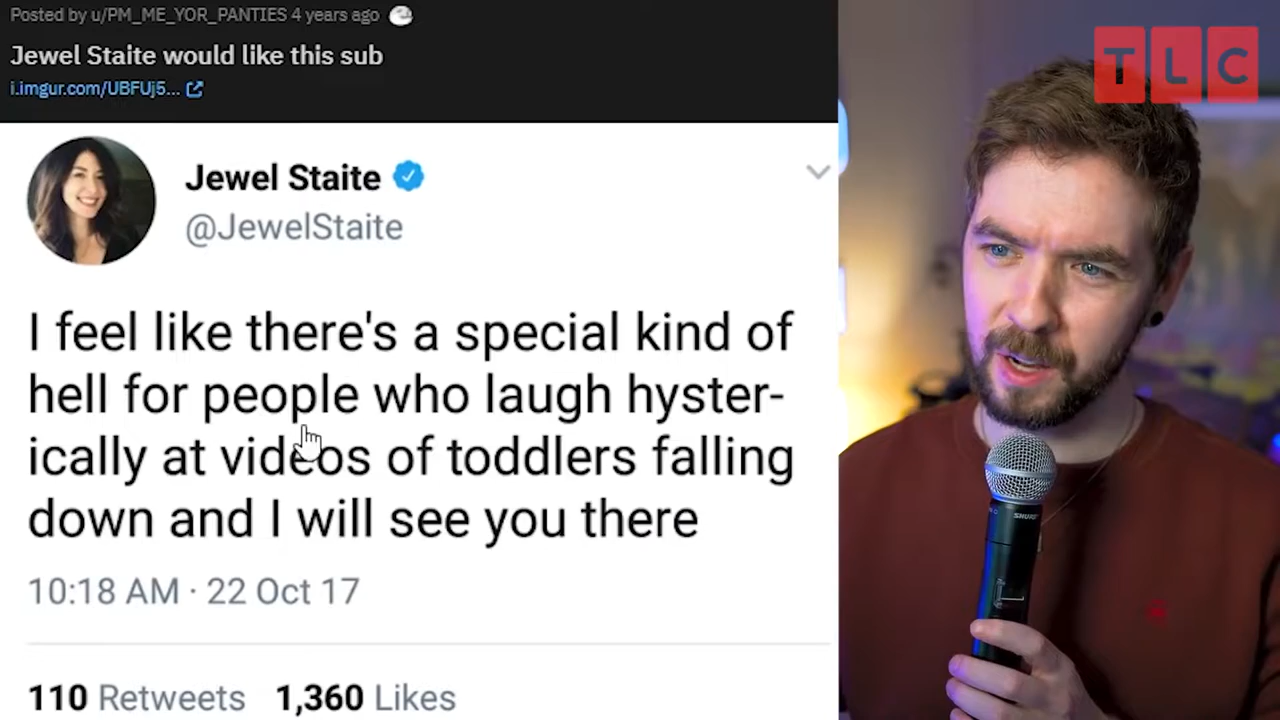 Posted by u/PM_ME_YOR_PANTIES 4 years ago
TLC
Jewel Staite would like this sub
i.imgur.com/UBFUj5...
Jewel Staite
@JewelStaite
I feel like there's a special kind of
hell for people who laugh hyster-
ically at videos of toddlers falling
down and I will see you there
10:18 AM · 22 Oct 17
110 Retweets 1,360 Likes
SHURE